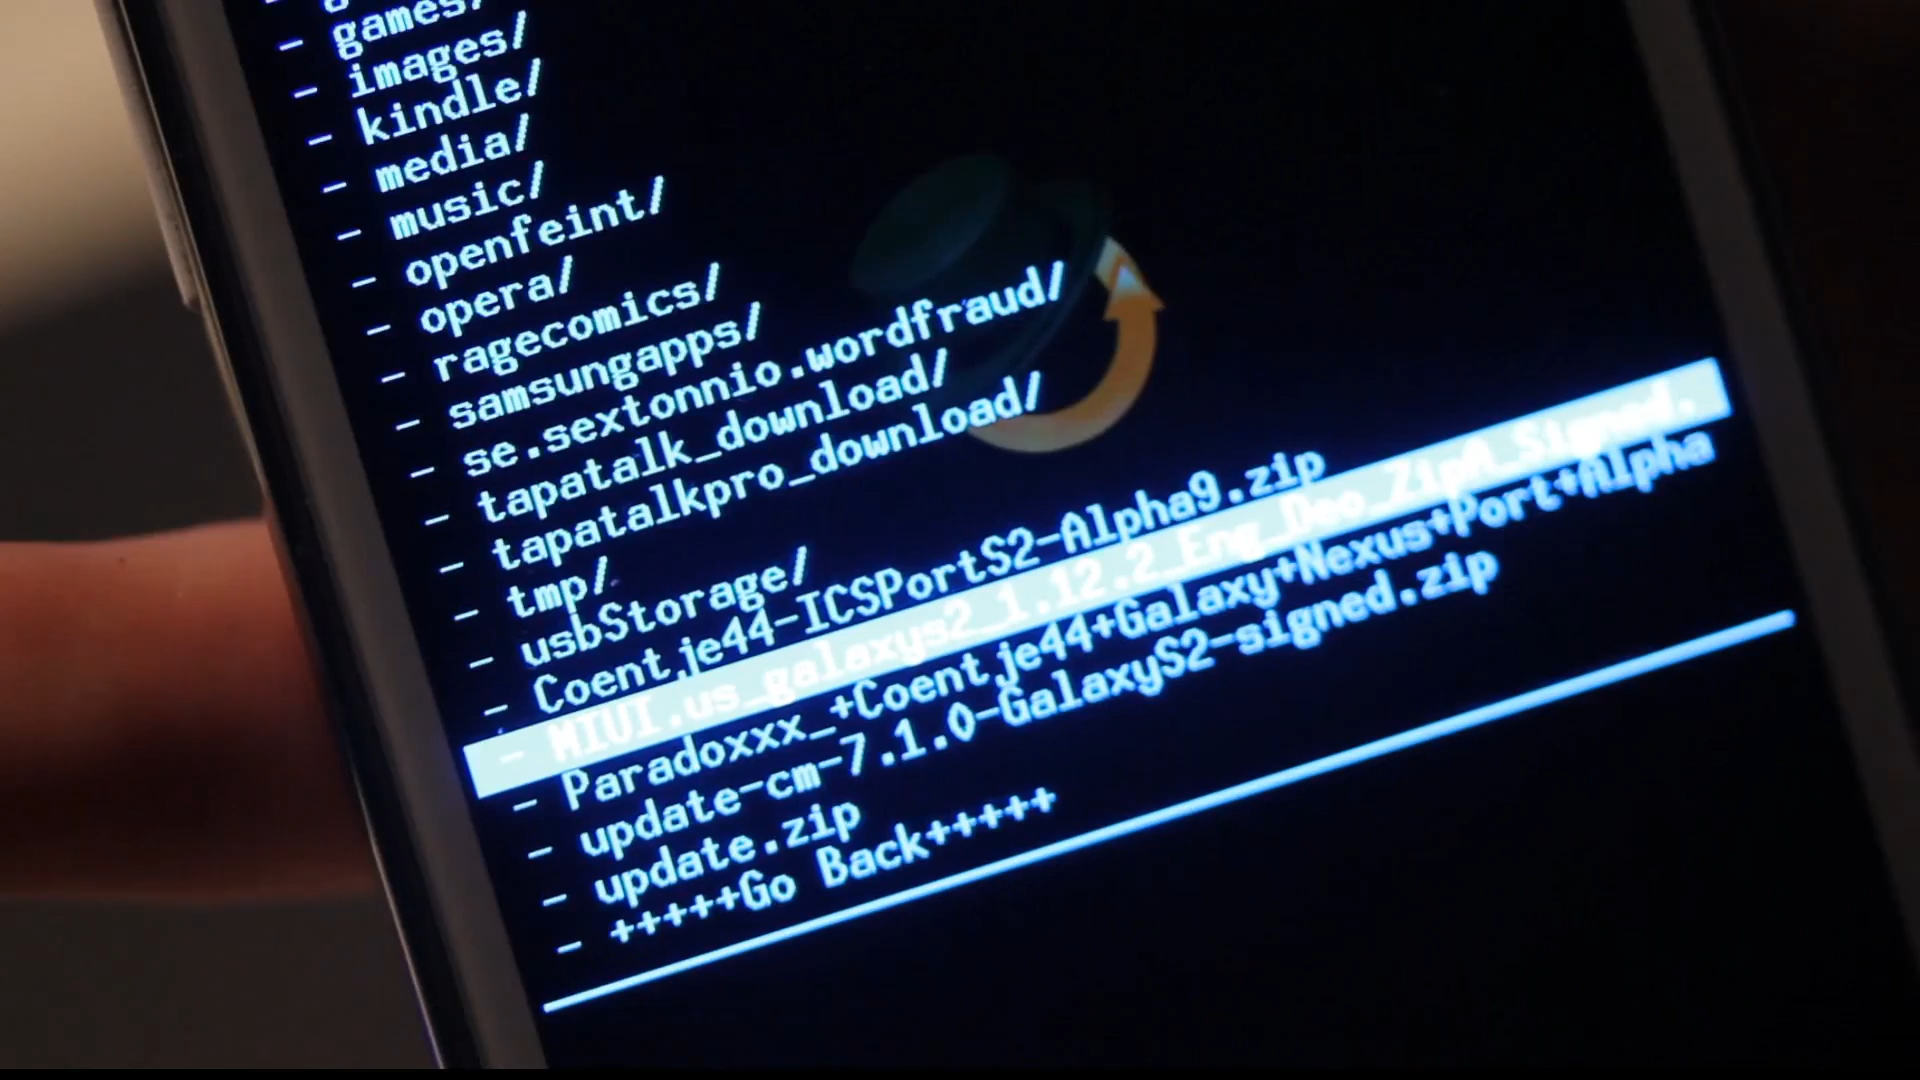 - games/
- images/
- kindle/
- media/
- music/
- openfeint/
- opera/
- ragecomics/
- samsungapps/
- se.sextonnio.wordfraud/
- tapatalk_download/
- tapatalkpro_download/
- tmp/
- usbStorage/
- Coentje44-ICSPortS2-Alpha9.zip
- MIUI.us_galaxys2_1.12.2_Eng_Deo_ZipA_Signed.
- Paradoxxx_+Coentje44+Galaxy+Nexus+Port+Alpha
- update-cm-7.1.0-GalaxyS2-signed.zip
- update.zip
- +++++Go Back+++++